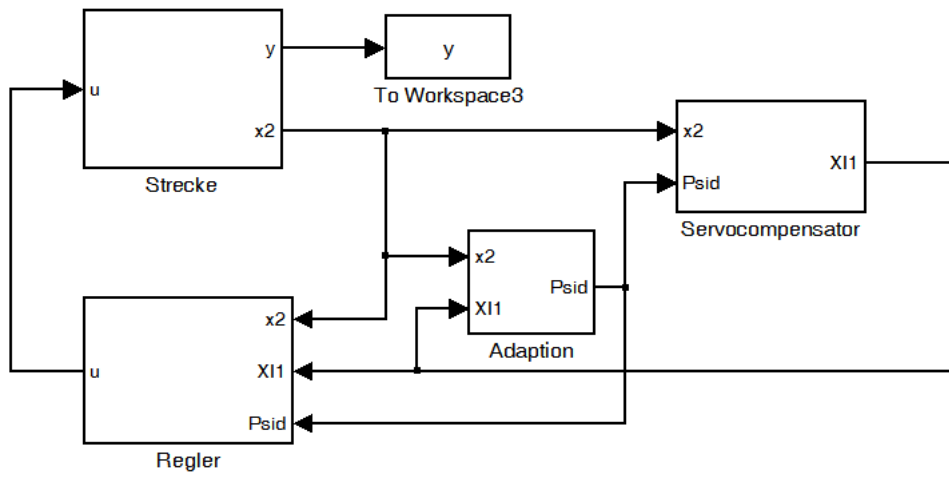 y
u
x2
Strecke
y
To Workspace3
x2
Psid
XI1
Servocompensator
x2
XI1
Psid
Adaption
x2
XI1
Psid
u
Regler